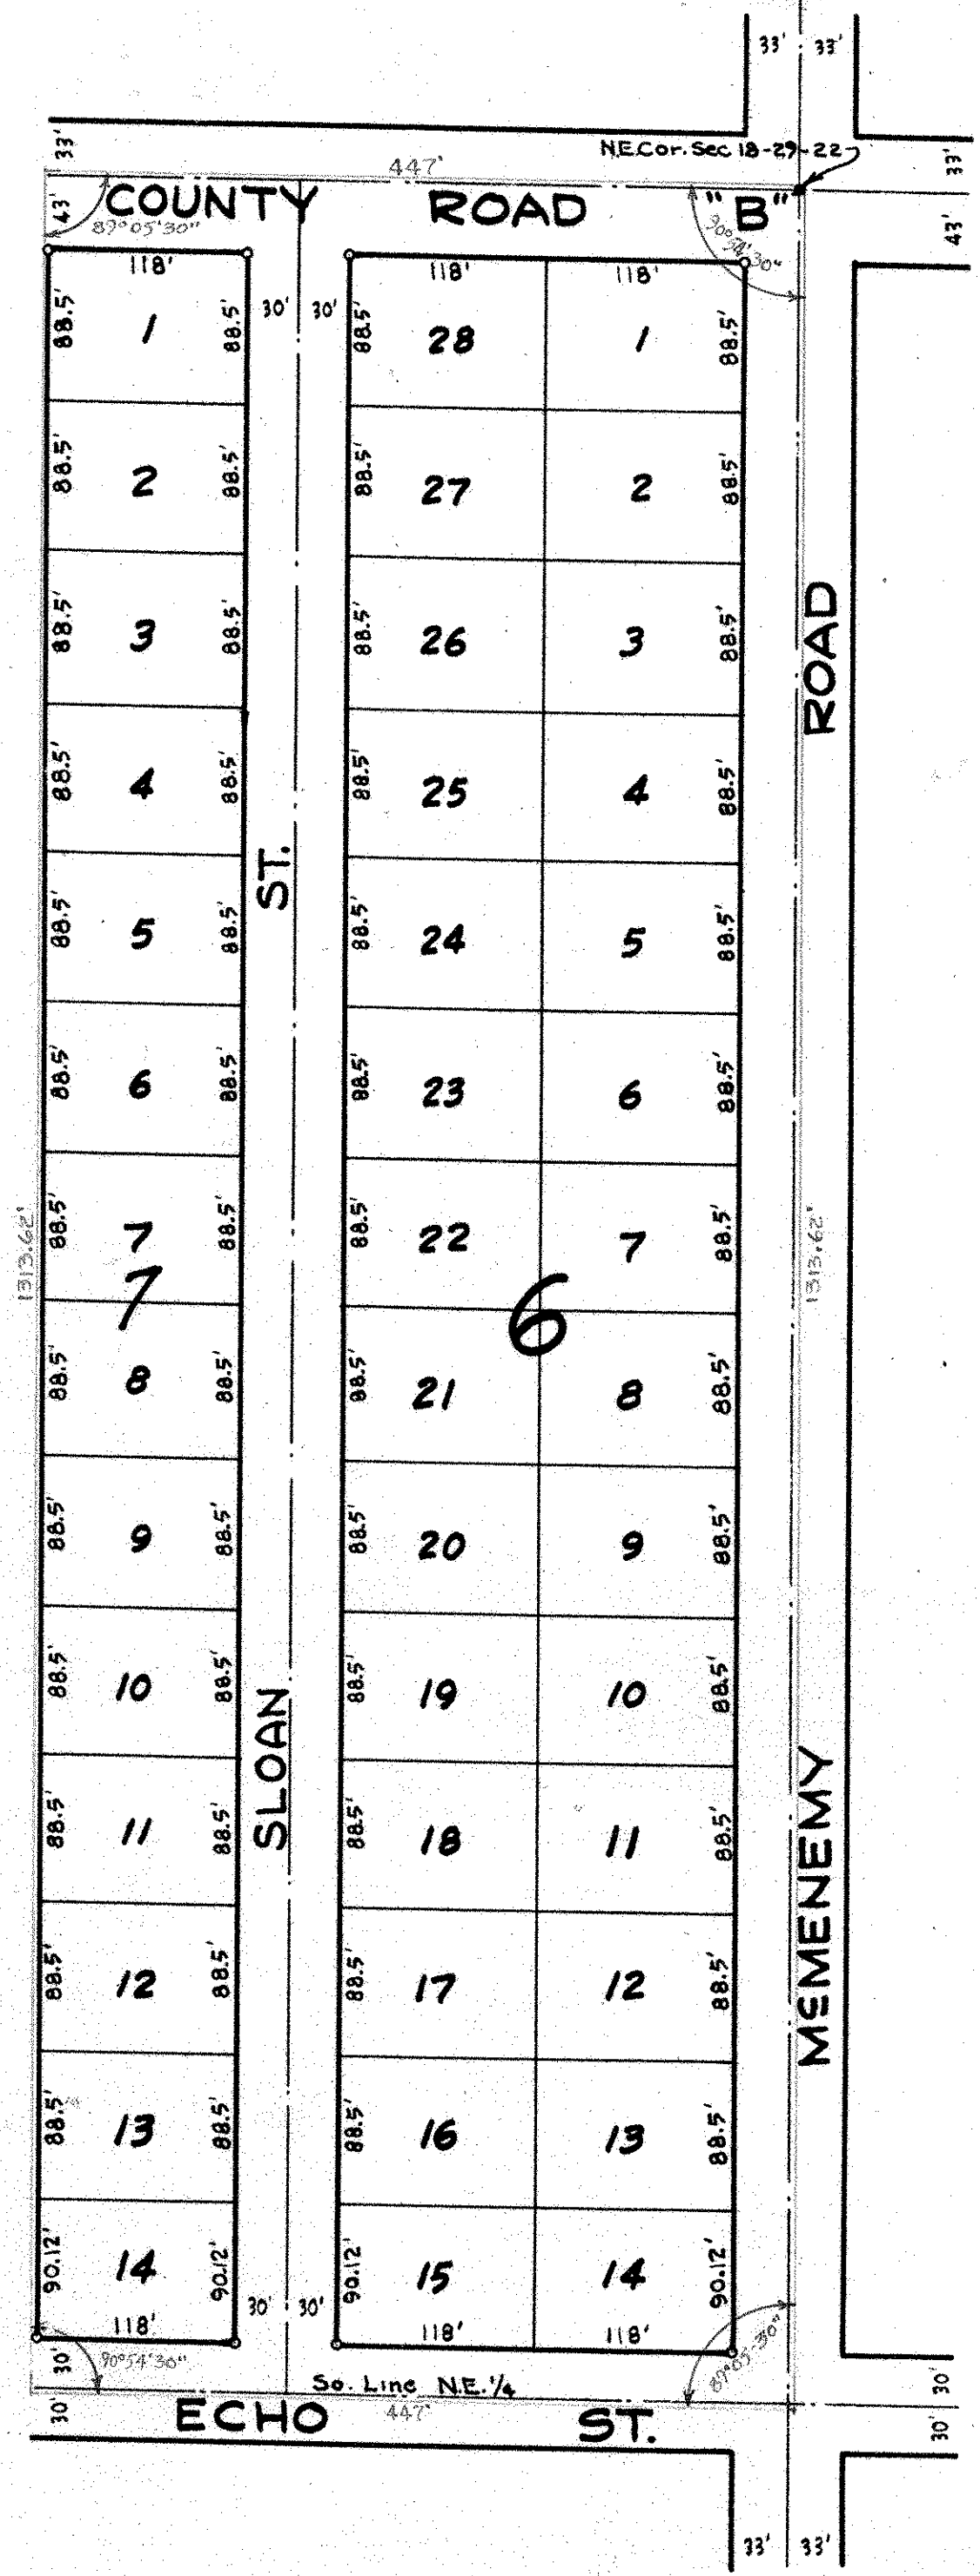 33' 33'
33' N.E.Cor. Sec 18-29-22 33'
447'
43' COUNTY ROAD "B" 43'
89°05'30" 90°54'30"
118' 118' 118'
30' 30'
88.5' 1 88.5' 88.5' 28 1 88.5'
88.5' 2 88.5' 88.5' 27 2 88.5'
88.5' 3 88.5' 88.5' 26 3 88.5'
ROAD
88.5' 4 88.5' 88.5' 25 4 88.5'
ST.
88.5' 5 88.5' 88.5' 24 5 88.5'
88.5' 6 88.5' 88.5' 23 6 88.5'
88.5' 7 88.5' 88.5' 22 7 88.5'
1313.62' 1313.62'
7 6
88.5' 8 88.5' 88.5' 21 8 88.5'
88.5' 9 88.5' 88.5' 20 9 88.5'
88.5' 10 88.5' 88.5' 19 10 88.5'
SLOAN
88.5' 11 88.5' 88.5' 18 11 88.5'
MCMENEMY
88.5' 12 88.5' 88.5' 17 12 88.5'
88.5' 13 88.5' 88.5' 16 13 88.5'
90.12' 14 90.12' 90.12' 15 14 90.12'
30' 30'
118' 118' 118'
30' 90°54'30" 89°05'-30" 30'
So. Line N.E. 1/4
447'
30' ECHO ST. 30'
33' 33'